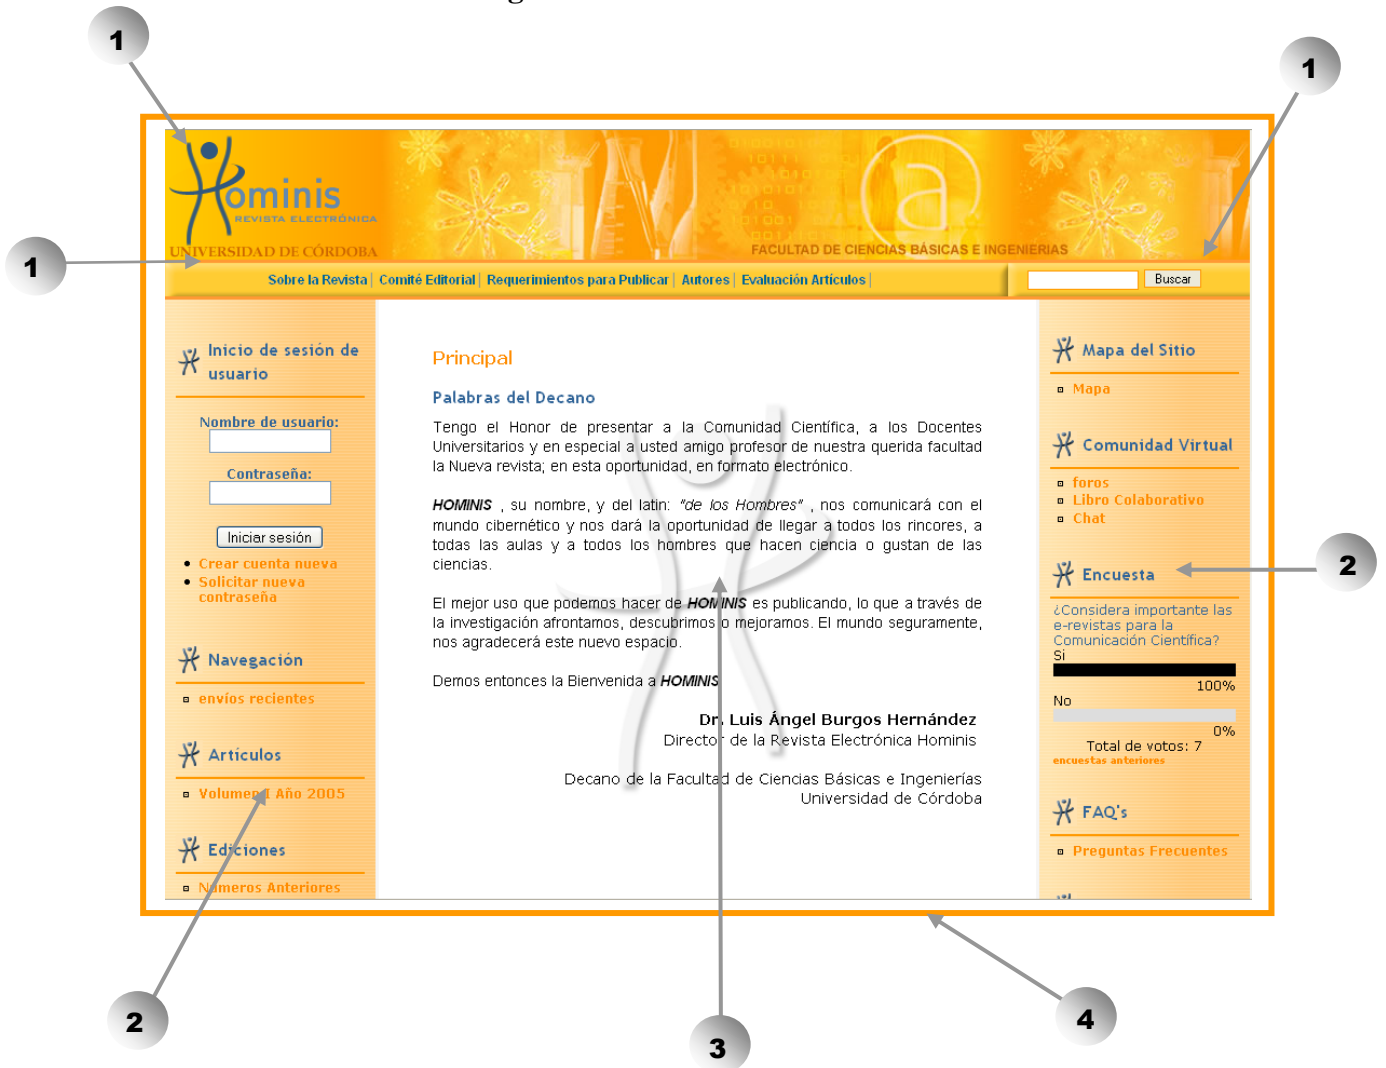 g
1
1
Hominis
REVISTA ELECTRÓNICA
UNIVERSIDAD DE CÓRDOBA
FACULTAD DE CIENCIAS BÁSICAS E INGENIERIAS
1
Sobre la Revista | Comité Editorial | Requerimientos para Publicar | Autores | Evaluación Artículos |
Buscar
Inicio de sesión de
usuario
Nombre de usuario:
Contraseña:
Iniciar sesión
Crear cuenta nueva
Solicitar nueva
contraseña
Navegación
envíos recientes
Artículos
Volumen I Año 2005
Ediciones
Números Anteriores
Principal
Palabras del Decano
Tengo el Honor de presentar a la Comunidad Científica, a los Docentes
Universitarios y en especial a usted amigo profesor de nuestra querida facultad
la Nueva revista; en esta oportunidad, en formato electrónico.
HOMINIS , su nombre, y del latin: "de los Hombres" , nos comunicará con el
mundo cibernético y nos dará la oportunidad de llegar a todos los rincores, a
todas las aulas y a todos los hombres que hacen ciencia o gustan de las
ciencias.
El mejor uso que podemos hacer de HOMINIS es publicando, lo que a través de
la investigación afrontamos, descubrimos o mejoramos. El mundo seguramente,
nos agradecerá este nuevo espacio.
Demos entonces la Bienvenida a HOMINIS
Dr. Luis Ángel Burgos Hernández
Director de la Revista Electrónica Hominis
Decano de la Facultad de Ciencias Básicas e Ingenierías
Universidad de Córdoba
Mapa del Sitio
Mapa
Comunidad Virtual
foros
Libro Colaborativo
Chat
Encuesta
2
¿Considera importante las
e-revistas para la
Comunicación Científica?
Si
100%
No
0%
Total de votos: 7
encuestas anteriores
FAQ's
Preguntas Frecuentes
2
3
4